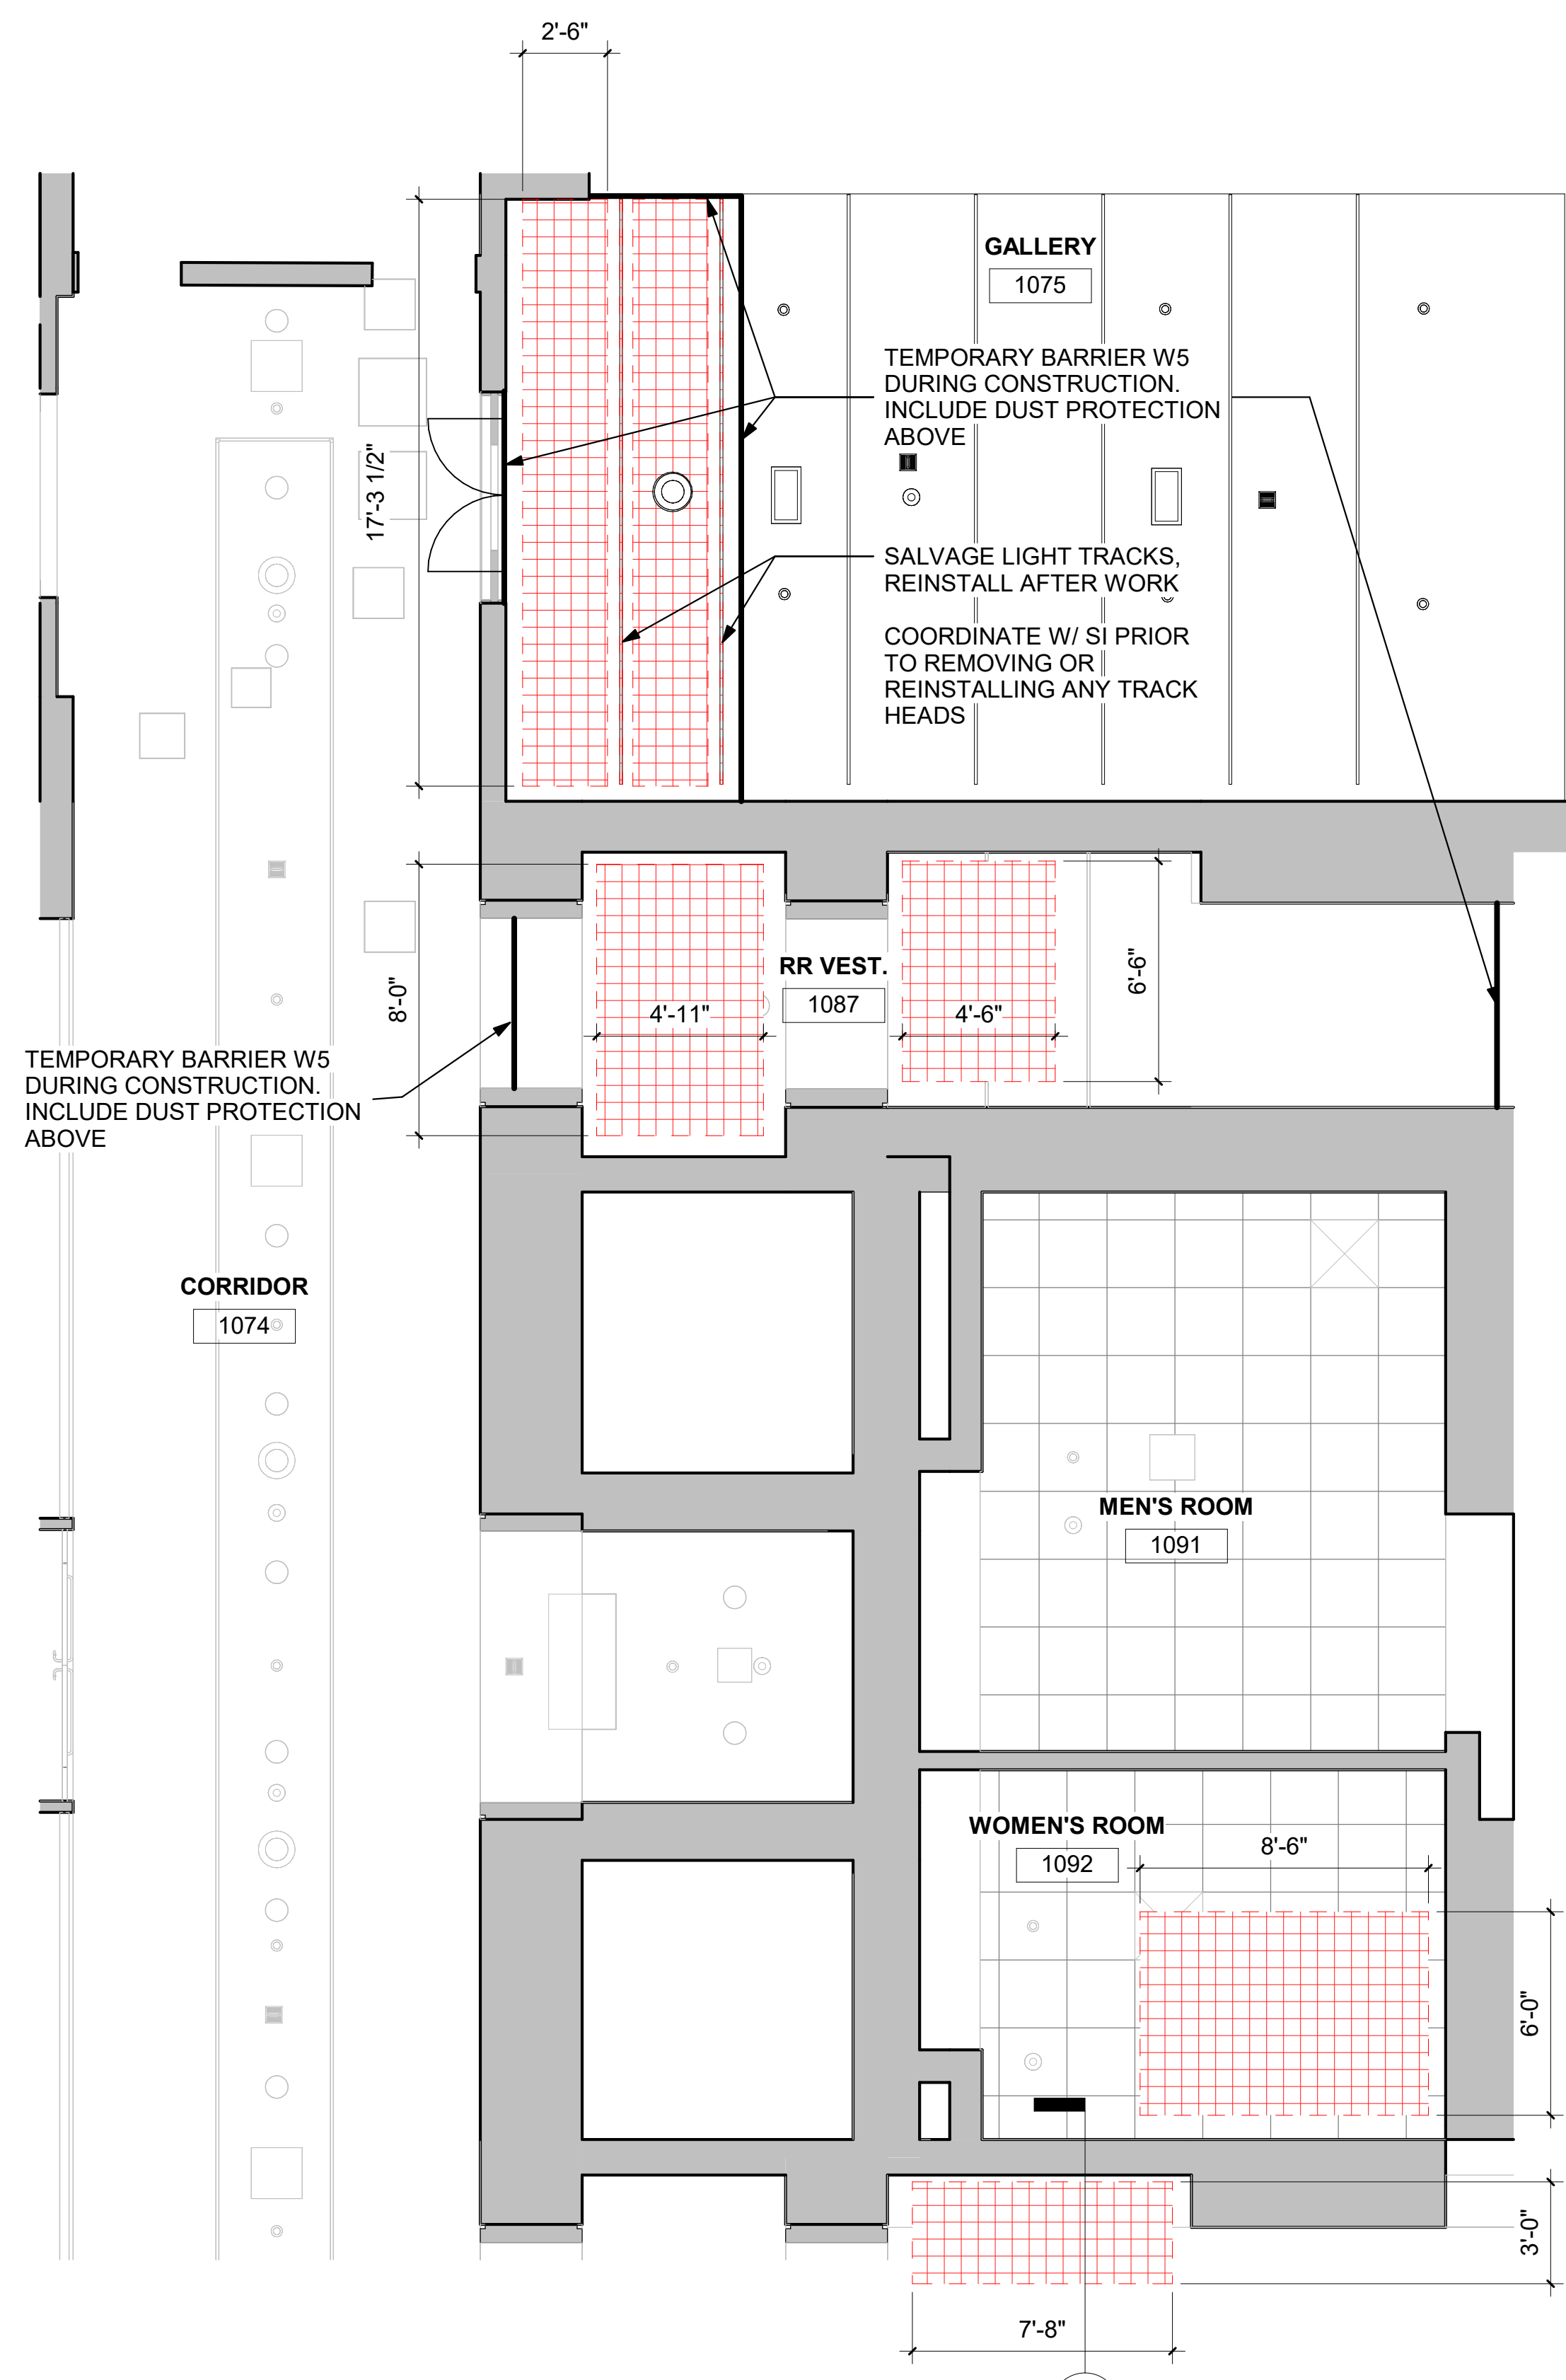 2'-6"
GALLERY
1075
TEMPORARY BARRIER W5
DURING CONSTRUCTION.
INCLUDE DUST PROTECTION
ABOVE
17'-3 1/2"
SALVAGE LIGHT TRACKS,
REINSTALL AFTER WORK
COORDINATE W/ SI PRIOR
TO REMOVING OR
REINSTALLING ANY TRACK
HEADS
8'-0"
4'-11"
RR VEST.
1087
4'-6"
6'-6"
TEMPORARY BARRIER W5
DURING CONSTRUCTION.
INCLUDE DUST PROTECTION
ABOVE
CORRIDOR
1074
MEN'S ROOM
1091
WOMEN'S ROOM
1092
8'-6"
6'-0"
3'-0"
7'-8"